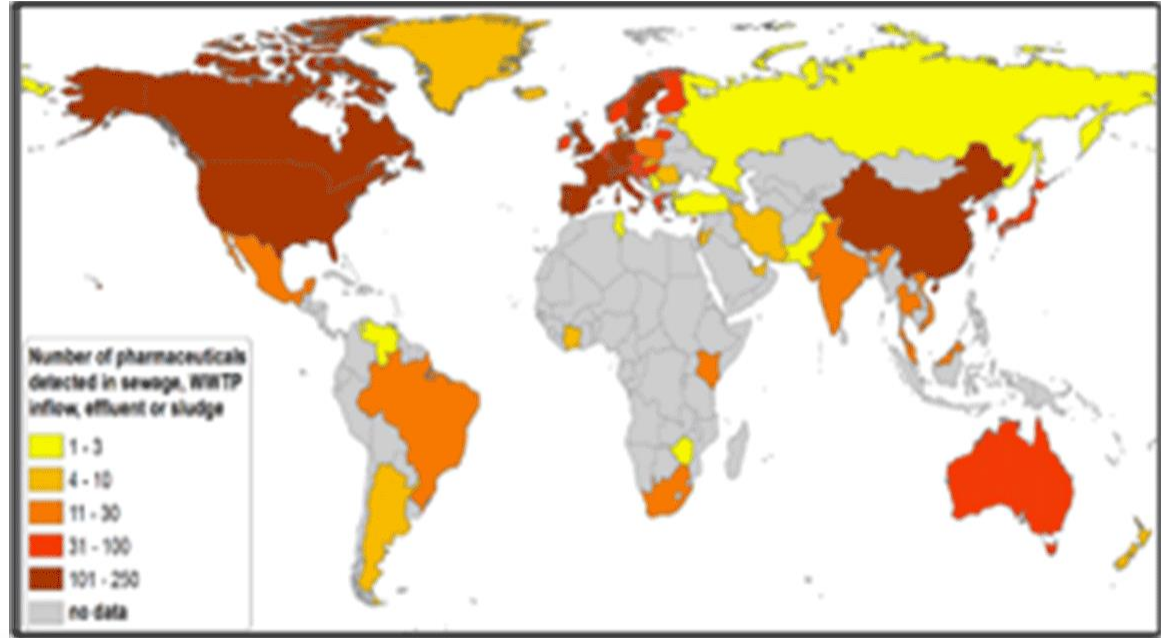 Number of pharmaceuticals
detected in sewage, WWTP
inflow, effluent or sludge
1 - 3
4 - 10
11 - 30
31 - 100
101 - 250
no data